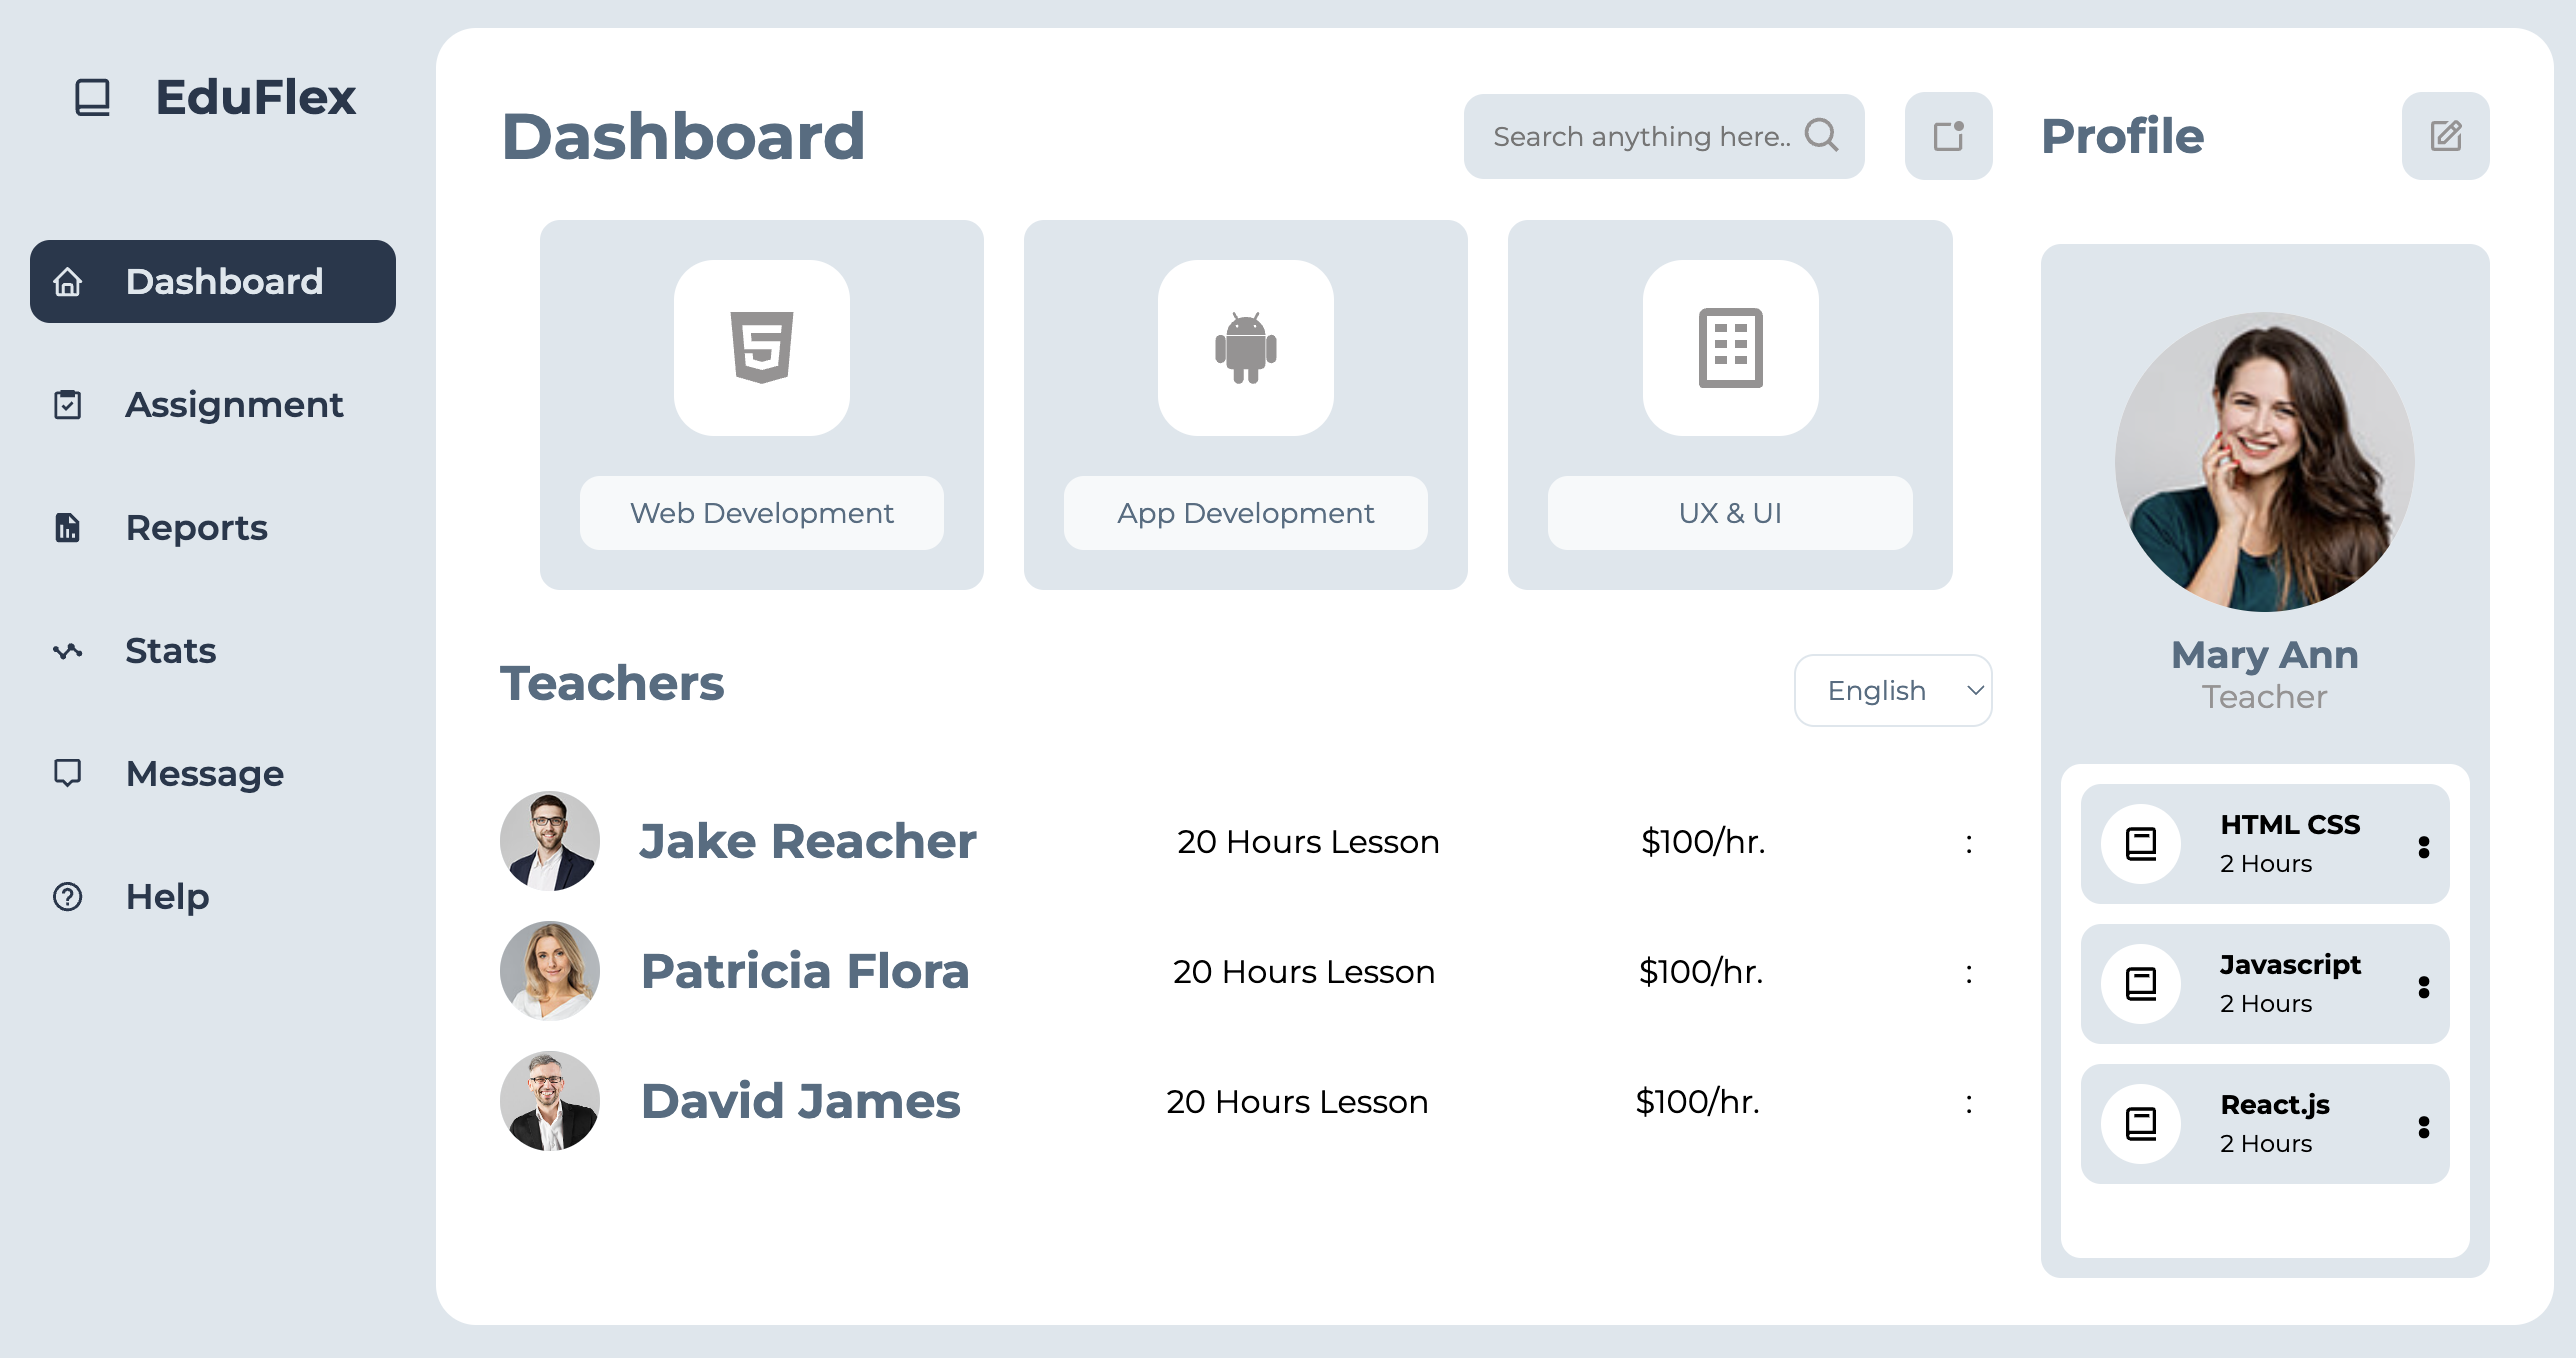 EduFlex
Dashboard
Assignment
Reports
Stats
Message
Help
Dashboard
Search anything here..
Web Development
App Development
UX & UI
Teachers
English
Jake Reacher 20 Hours Lesson $100/hr. :
Patricia Flora 20 Hours Lesson $100/hr. :
David James 20 Hours Lesson $100/hr. :
Profile
Mary Ann
Teacher
HTML CSS
2 Hours
Javascript
2 Hours
React.js
2 Hours